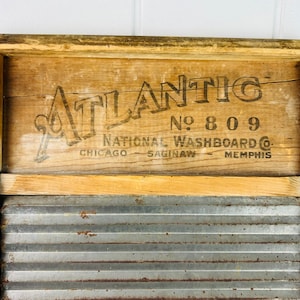 ATLANTIC
No 809
NATIONAL WASHBOARD Co.
CHICAGO – SAGINAW – MEMPHIS